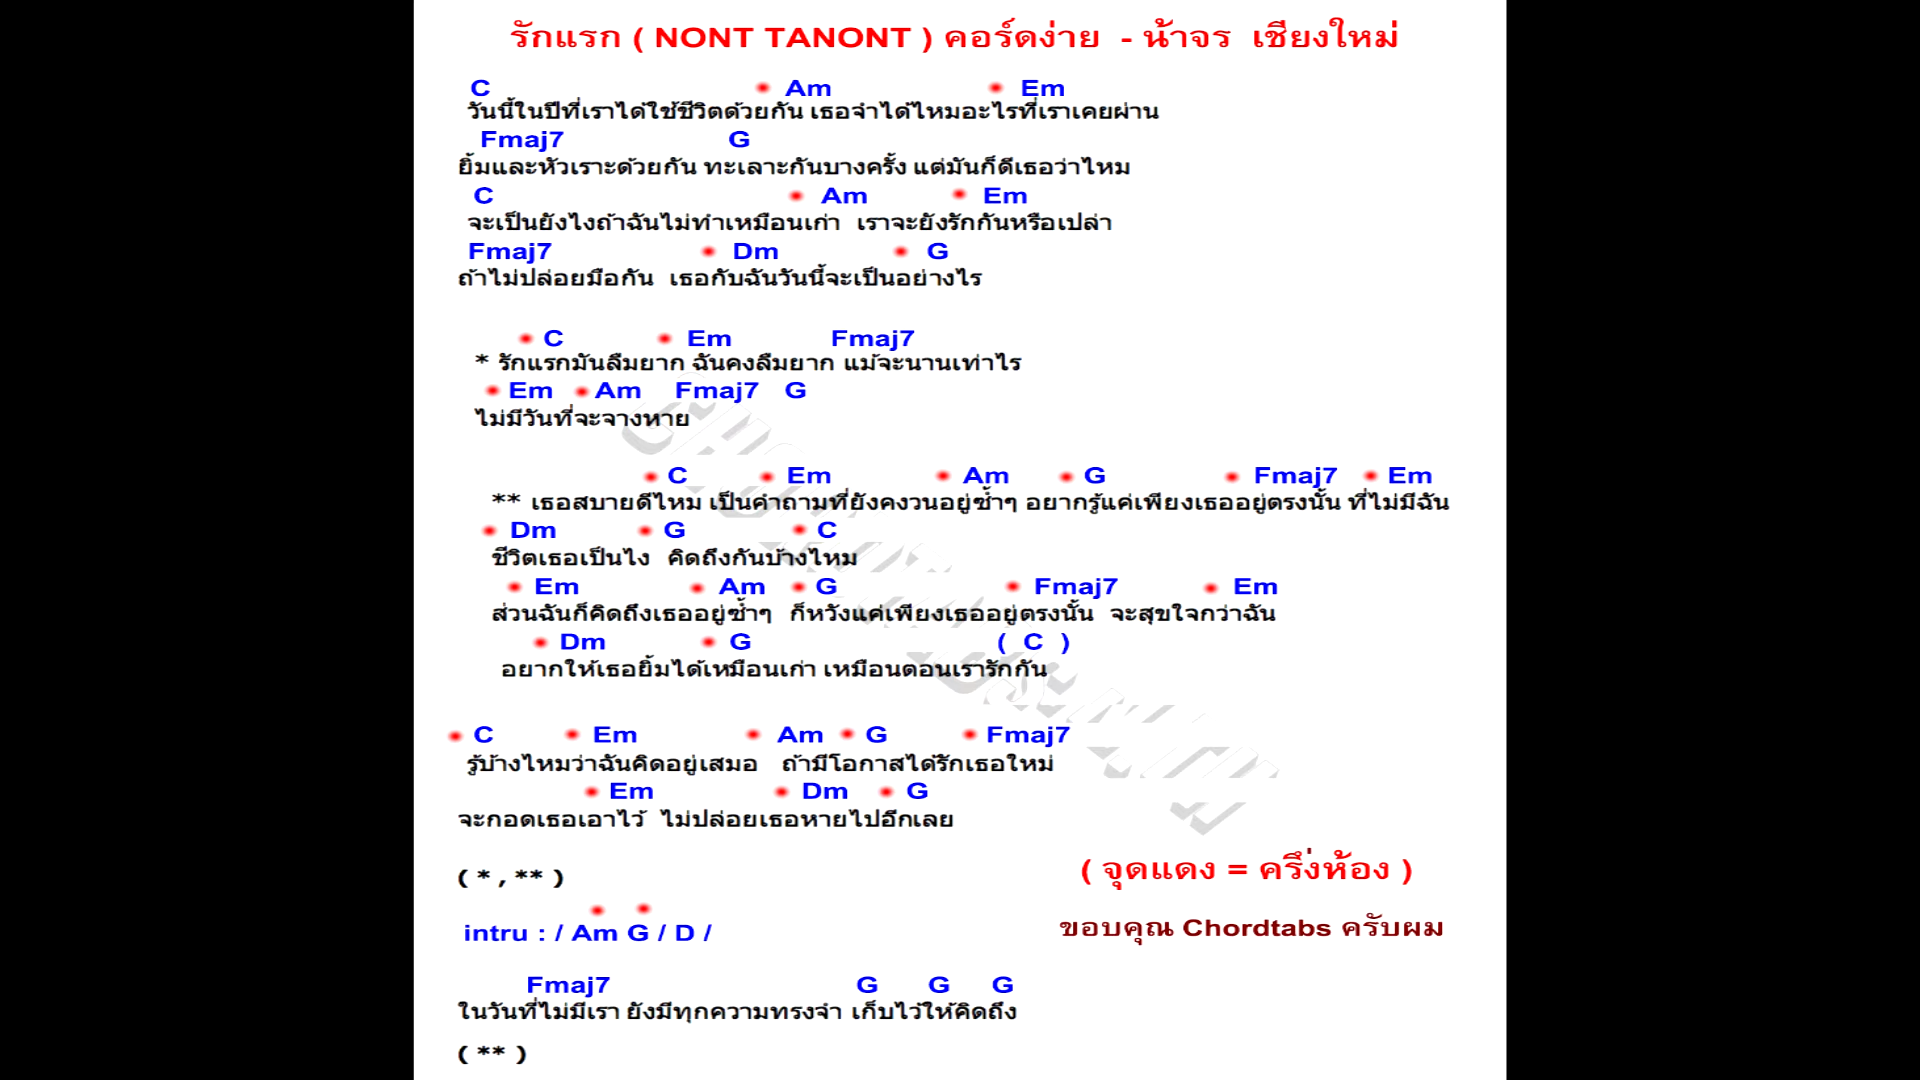 รักแรก ( NONT TANONT ) คอร์ดง่าย - น้าจร เชียงใหม่
C • Am • Em
วันนี้ในปีที่เราได้ใช้ชีวิตด้วยกัน เธอจำได้ไหมอะไรที่เราเคยผ่าน
Fmaj7 G
ยิ้มและหัวเราะด้วยกัน ทะเลาะกันบางครั้ง แต่มันก็ดีเธอว่าไหม
C • Am • Em
จะเป็นยังไงถ้าฉันไม่ทำเหมือนเก่า เราจะยังรักกันหรือเปล่า
Fmaj7 • Dm • G
ถ้าไม่ปล่อยมือกัน เธอกับฉันวันนี้จะเป็นอย่างไร
• C • Em Fmaj7
* รักแรกมันลืมยาก ฉันคงลืมยาก แม้จะนานเท่าไร
• Em • Am Fmaj7 G
ไม่มีวันที่จะจางหาย
• C • Em • Am • G • Fmaj7 • Em
** เธอสบายดีไหม เป็นคำถามที่ยังคงวนอยู่ซ้ำๆ อยากรู้แค่เพียงเธออยู่ตรงนั้น ที่ไม่มีฉัน
• Dm • G • C
ชีวิตเธอเป็นไง คิดถึงกันบ้างไหม
• Em • Am • G • Fmaj7 • Em
ส่วนฉันก็คิดถึงเธออยู่ซ้ำๆ ก็หวังแค่เพียงเธออยู่ตรงนั้น จะสุขใจกว่าฉัน
• Dm • G ( C )
อยากให้เธอยิ้มได้เหมือนเก่า เหมือนตอนเรารักกัน
• C • Em • Am • G • Fmaj7
รู้บ้างไหมว่าฉันคิดอยู่เสมอ ถ้ามีโอกาสได้รักเธอใหม่
• Em • Dm • G
จะกอดเธอเอาไว้ ไม่ปล่อยเธอหายไปอีกเลย
( * , ** )
( จุดแดง = ครึ่งห้อง )
intru : / Am G / D /
ขอบคุณ Chordtabs ครับผม
Fmaj7 G G G
ในวันที่ไม่มีเรา ยังมีทุกความทรงจำ เก็บไว้ให้คิดถึง
( ** )